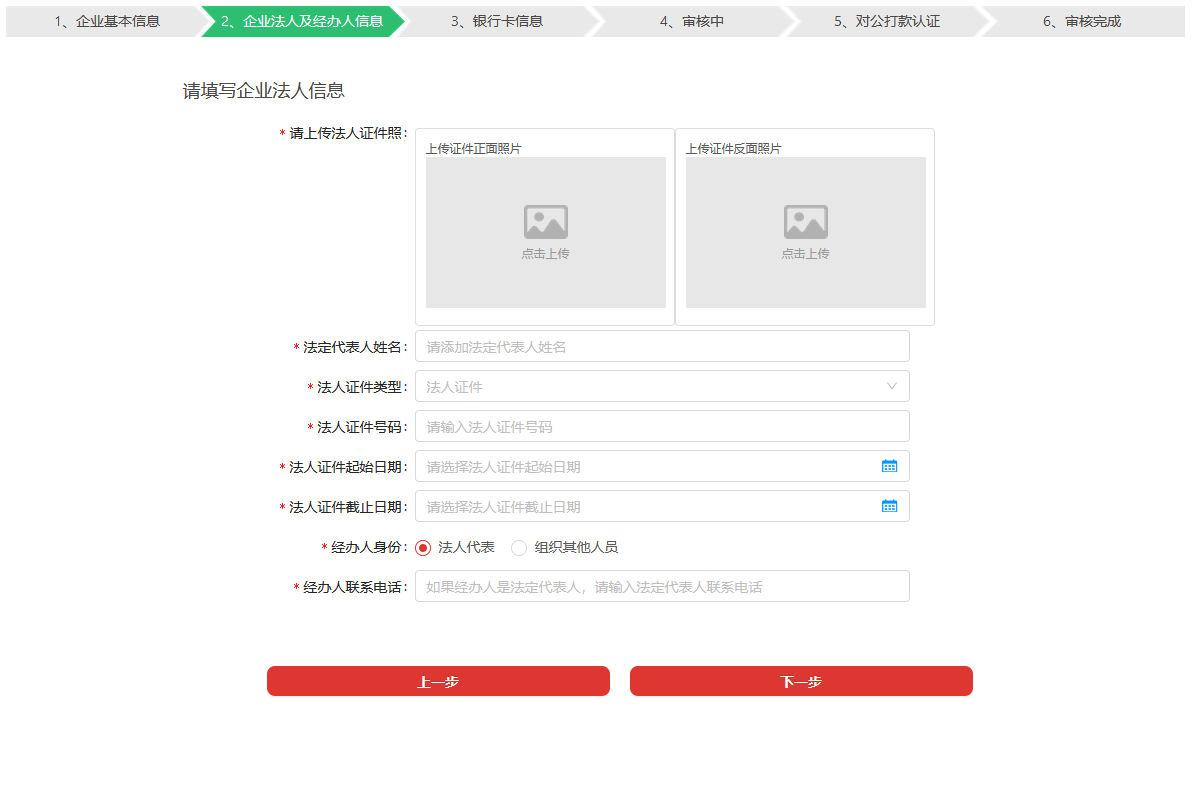 1、企业基本信息 2、企业法人及经办人信息 3、银行卡信息 4、审核中 5、对公打款认证 6、审核完成
请填写企业法人信息
* 请上传法人证件照:
上传证件正面照片 上传证件反面照片
点击上传 点击上传
* 法定代表人姓名: 请添加法定代表人姓名
* 法人证件类型: 法人证件
* 法人证件号码: 请输入法人证件号码
* 法人证件起始日期: 请选择法人证件起始日期
* 法人证件截止日期: 请选择法人证件截止日期
* 经办人身份: 法人代表 组织其他人员
* 经办人联系电话: 如果经办人是法定代表人，请输入法定代表人联系电话
上一步 下一步